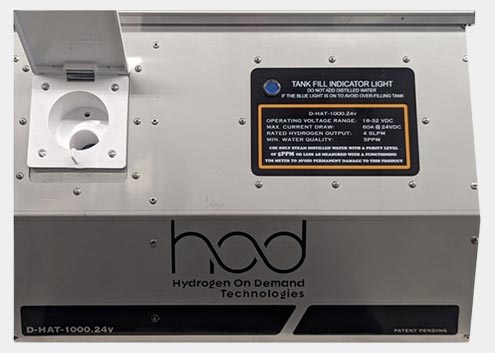 TANK FILL INDICATOR LIGHT
DO NOT ADD DISTILLED WATER
IF THE BLUE LIGHT IS ON TO AVOID OVER-FILLING TANK
D-HAT-1000.24v
OPERATING VOLTAGE RANGE: 18-32 VDC
MAX. CURRENT DRAW: 60A @ 24VDC
RATED HYDROGEN OUTPUT: 4 SLPM
MIN. WATER QUALITY: 5PPM
USE ONLY STEAM DISTILLED WATER WITH A PURITY LEVEL
OF 5PPM OR LESS AS MEASURED WITH A FUNCTIONING
TDS METER TO AVOID PERMANENT DAMAGE TO THIS PRODUCT
hod
Hydrogen On Demand
Technologies
D-HAT-1000.24v
PATENT PENDING